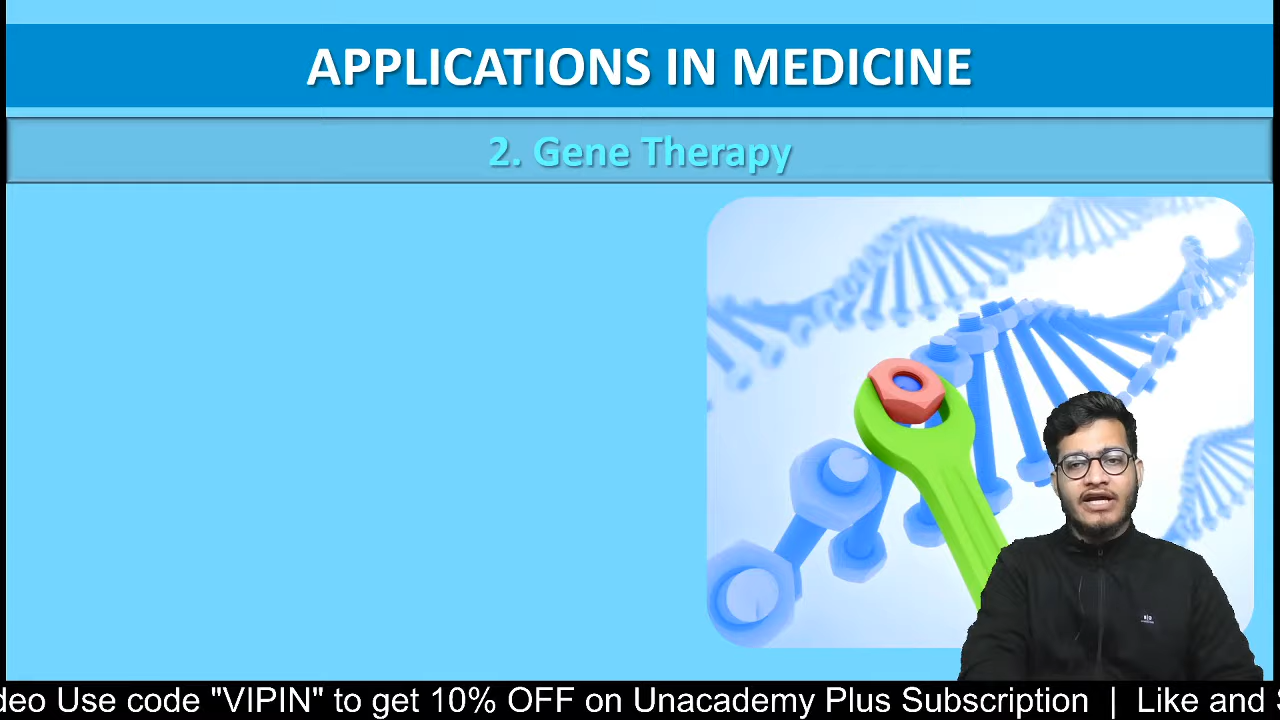 APPLICATIONS IN MEDICINE
2. Gene Therapy
deo Use code "VIPIN" to get 10% OFF on Unacademy Plus Subscription | Like and S